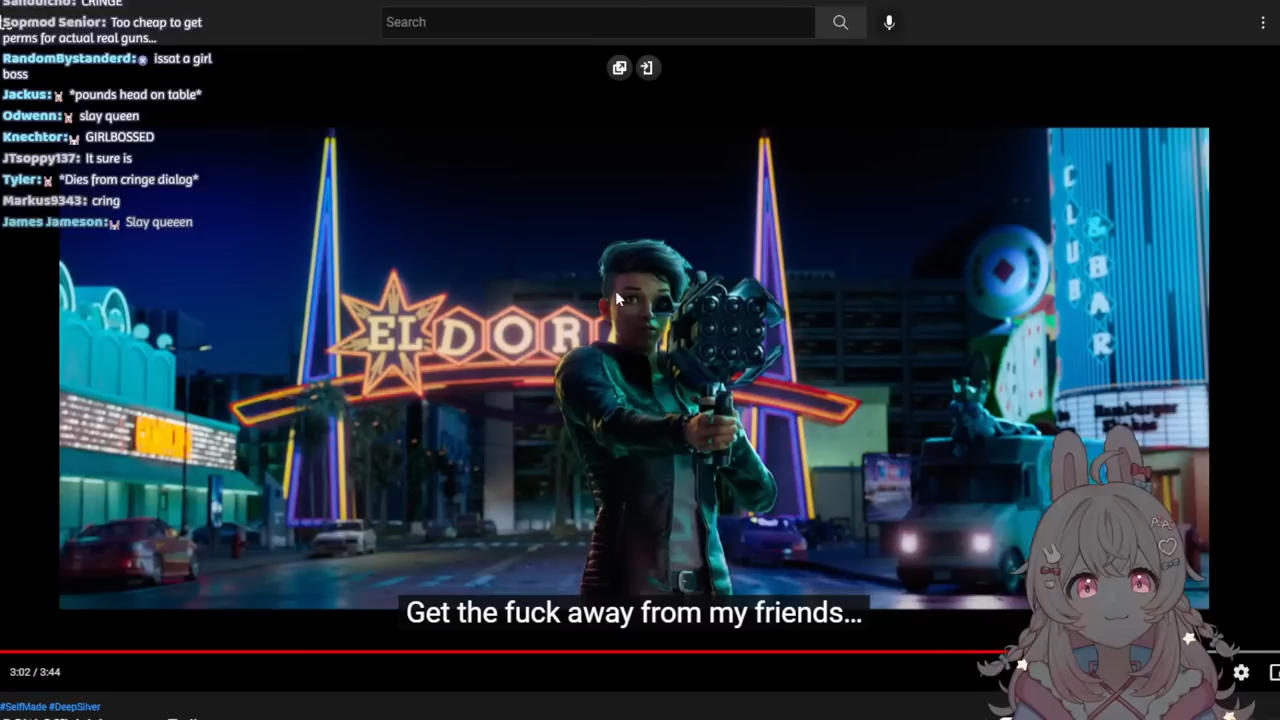 CRINGE
Search
Sopmod Senior: Too cheap to get
perms for actual real guns...
RandomBystanderd: issat a girl
boss
Jackus: *pounds head on table*
Odwenn: slay queen
Knechtor: GIRLBOSSED
JTsoppy137: It sure is
Tyler: *Dies from cringe dialog*
Markus9343: cring
James Jameson: Slay queeen
EL DOR
CLUB
& BAR
Get the fuck away from my friends...
3:02 / 3:44
#SelfMade #DeepSilver